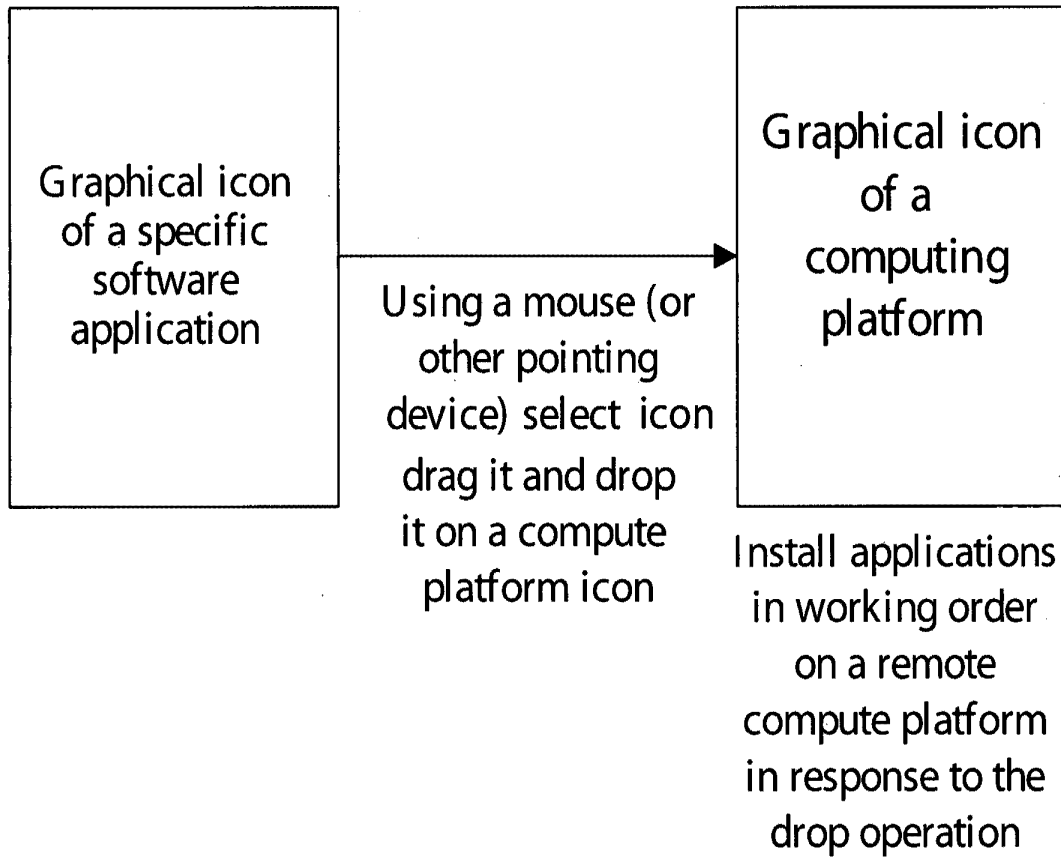 Graphical icon
of a specific
software
application
Using a mouse (or
other pointing
device) select icon
drag it and drop
it on a compute
platform icon
Graphical icon
of a
computing
platform
Install applications
in working order
on a remote
compute platform
in response to the
drop operation